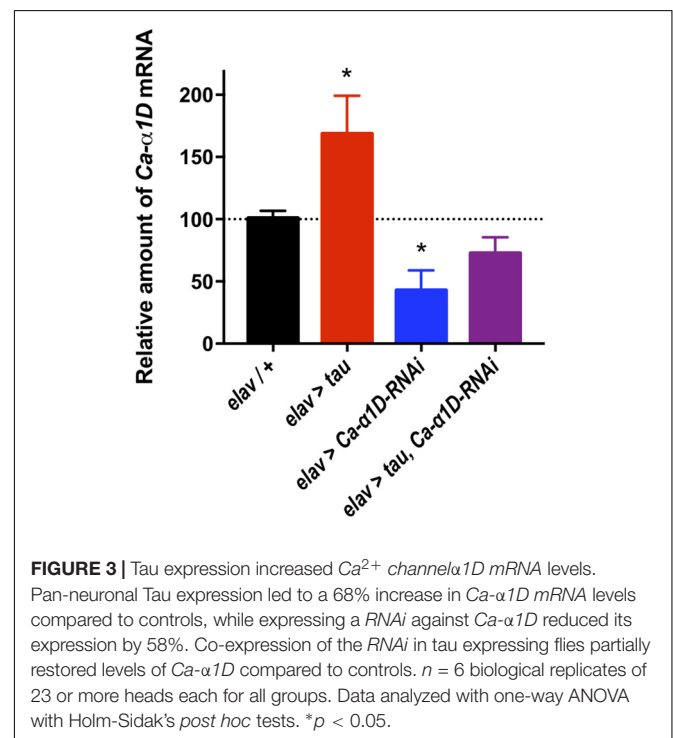 Relative amount of Ca-α1D mRNA
200
150
100
50
0
*
*
elav / +
elav > tau
elav > Ca-α1D-RNAi
elav > tau, Ca-α1D-RNAi
FIGURE 3 | Tau expression increased Ca2+ channelα1D mRNA levels.
Pan-neuronal Tau expression led to a 68% increase in Ca-α1D mRNA levels
compared to controls, while expressing a RNAi against Ca-α1D reduced its
expression by 58%. Co-expression of the RNAi in tau expressing flies partially
restored levels of Ca-α1D compared to controls. n = 6 biological replicates of
23 or more heads each for all groups. Data analyzed with one-way ANOVA
with Holm-Sidak's post hoc tests. *p < 0.05.